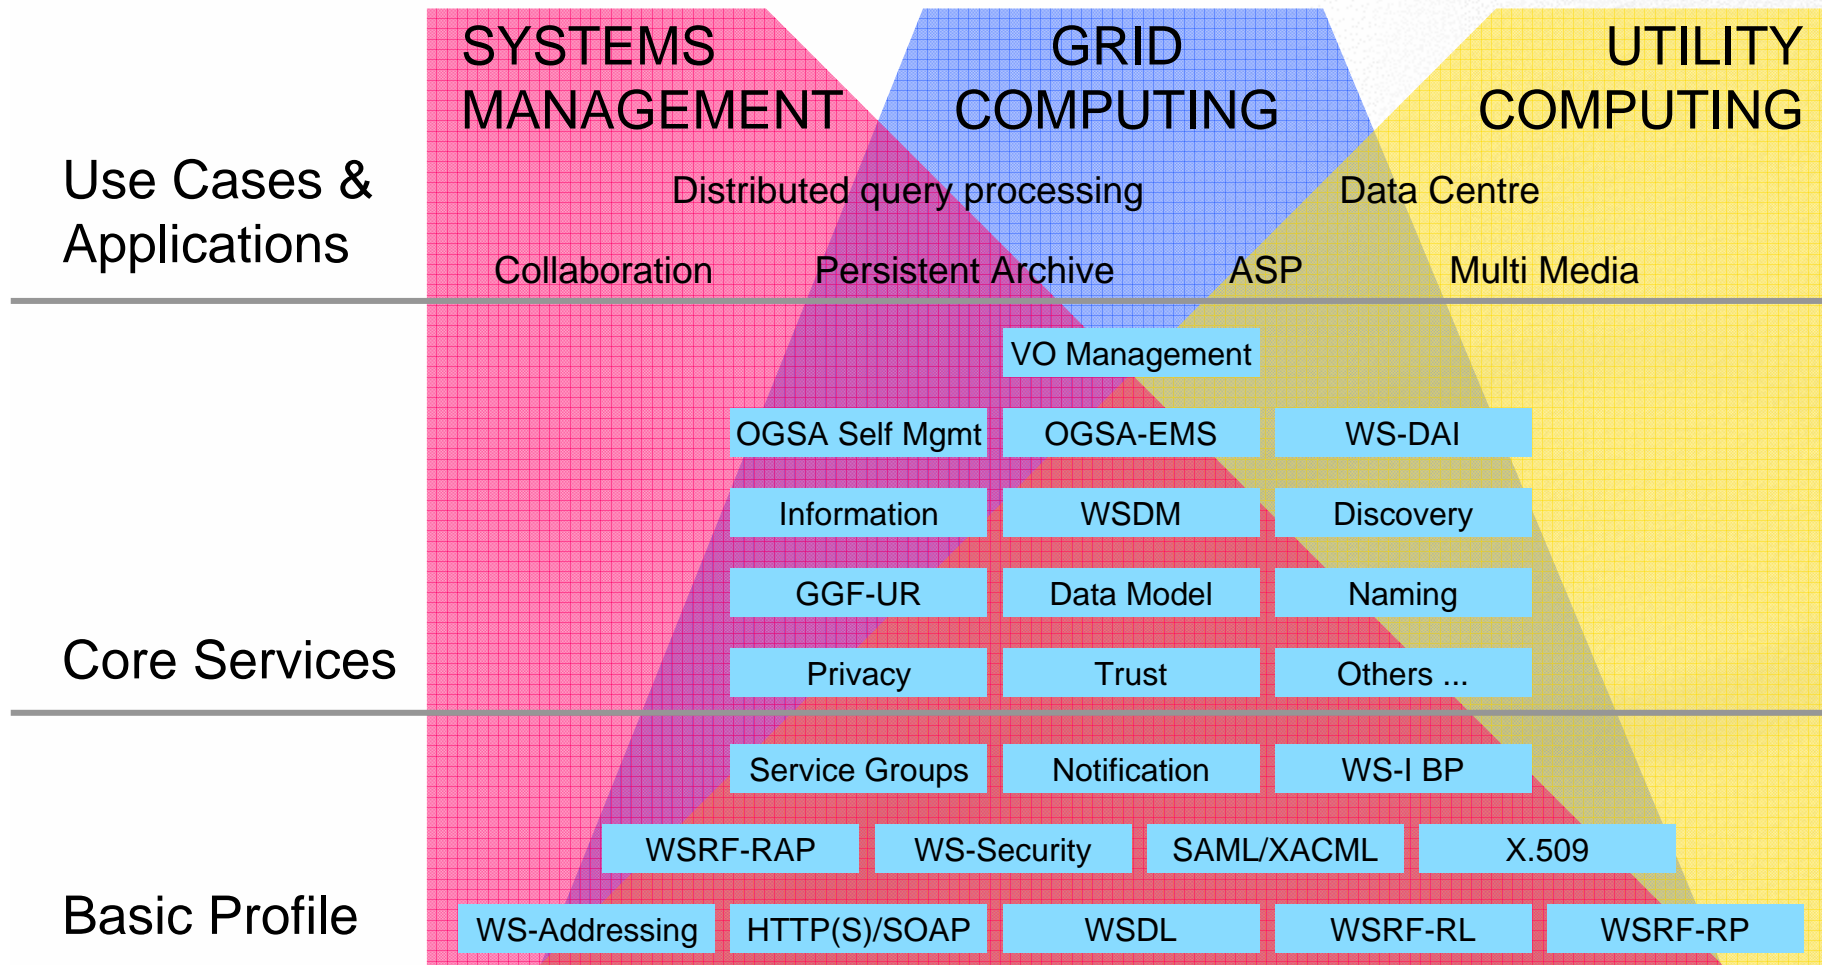 SYSTEMS
MANAGEMENT
GRID
COMPUTING
UTILITY
COMPUTING
Use Cases &
Applications
Distributed query processing
Data Centre
Collaboration
Persistent Archive
ASP
Multi Media
VO Management
OGSA Self Mgmt
OGSA-EMS
WS-DAI
Information
WSDM
Discovery
GGF-UR
Data Model
Naming
Core Services
Privacy
Trust
Others ...
Service Groups
Notification
WS-I BP
WSRF-RAP
WS-Security
SAML/XACML
X.509
Basic Profile
WS-Addressing
HTTP(S)/SOAP
WSDL
WSRF-RL
WSRF-RP